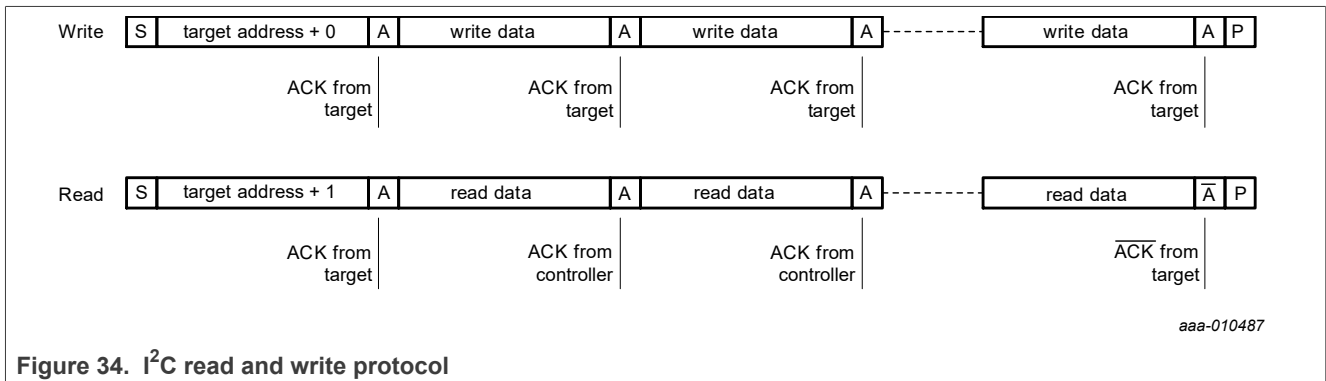 Write S target address + 0 A write data A write data A write data A P
ACK from target ACK from target ACK from target ACK from target
Read S target address + 1 A read data A read data A read data A̅ P
ACK from target ACK from controller ACK from controller A̅C̅K̅ from target
aaa-010487
Figure 34. I²C read and write protocol